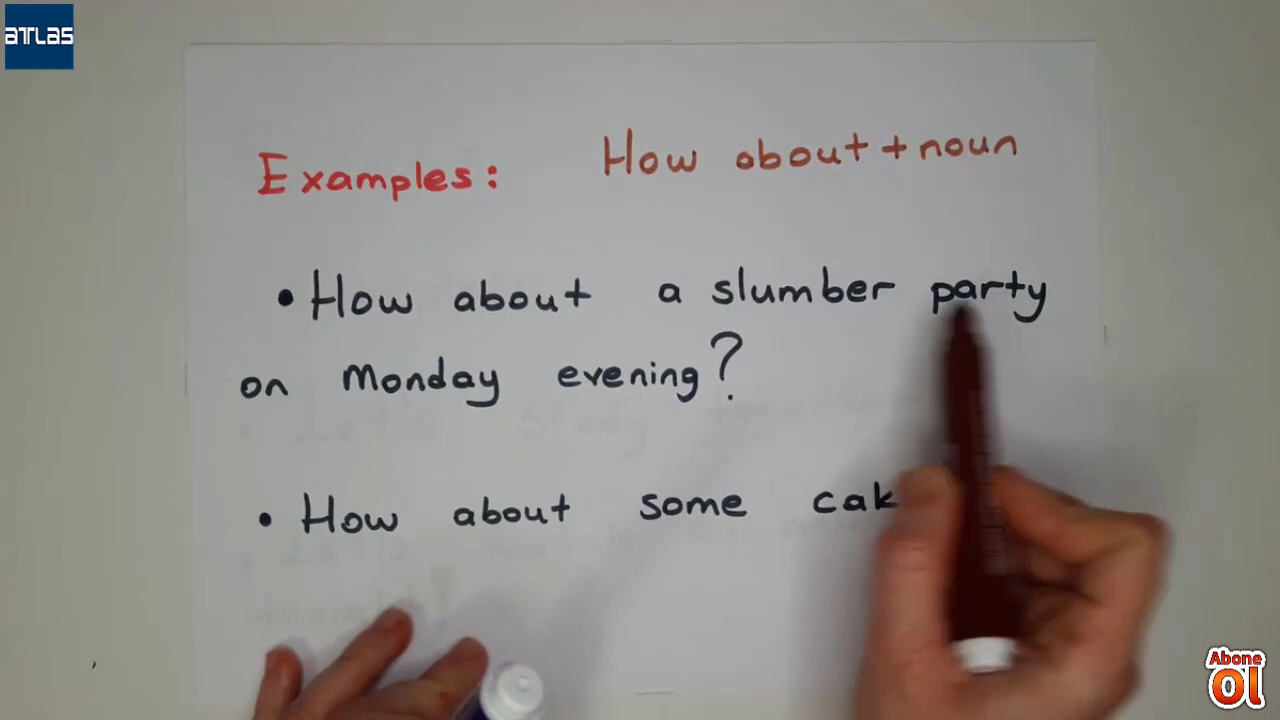 ATLAS
Examples: How about + noun
• How about a slumber party
on Monday evening?
• How about some cak
Abone
Ol